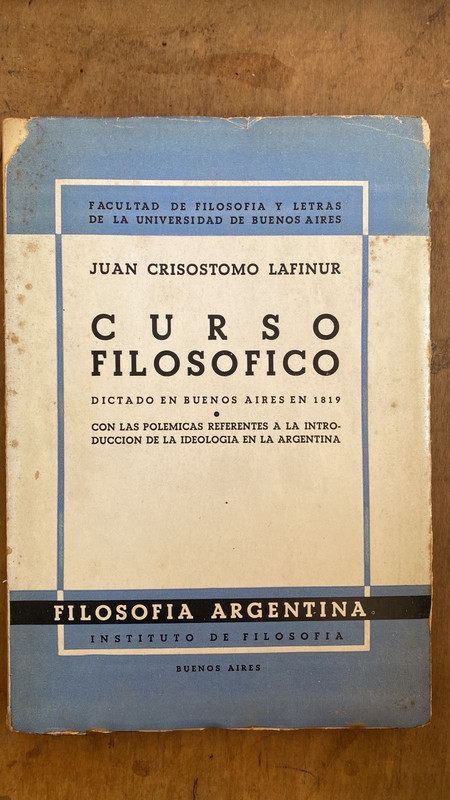 FACULTAD DE FILOSOFIA Y LETRAS
DE LA UNIVERSIDAD DE BUENOS AIRES
JUAN CRISOSTOMO LAFINUR
CURSO
FILOSOFICO
DICTADO EN BUENOS AIRES EN 1819
●
CON LAS POLEMICAS REFERENTES A LA INTRO-
DUCCION DE LA IDEOLOGIA EN LA ARGENTINA
FILOSOFIA ARGENTINA
INSTITUTO DE FILOSOFIA
BUENOS AIRES